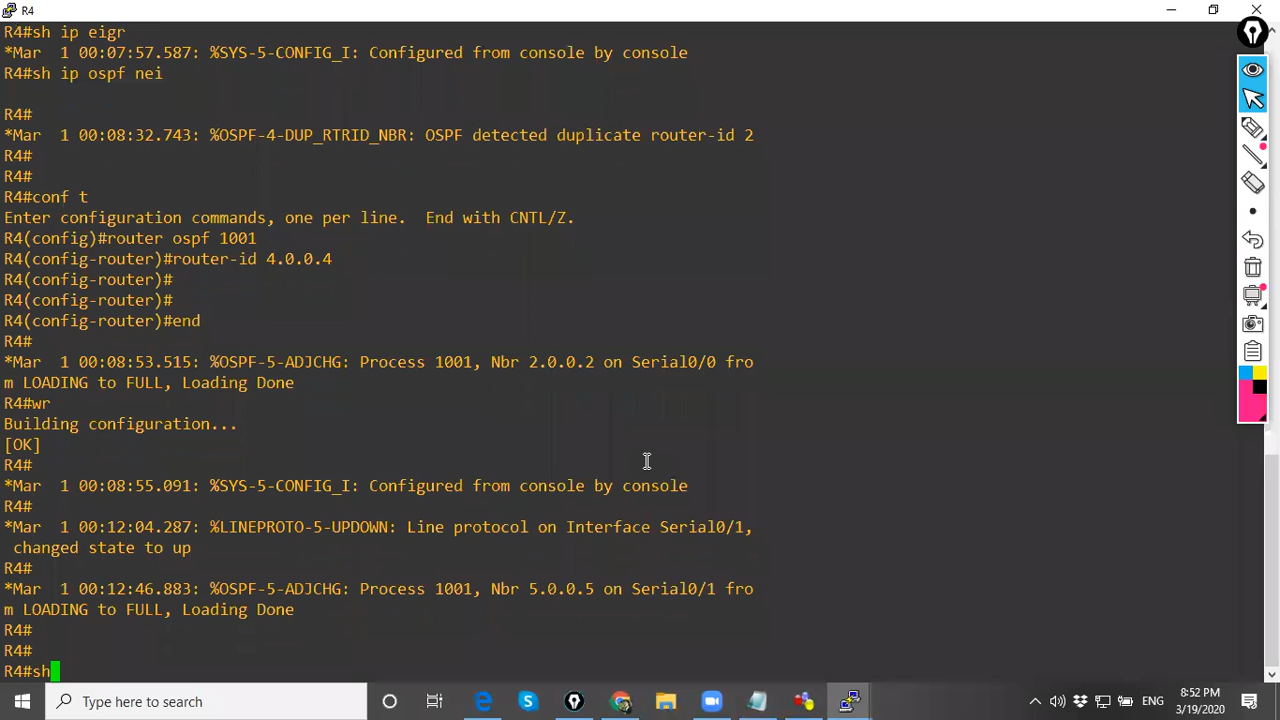 R4
R4#sh ip eigr
*Mar  1 00:07:57.587: %SYS-5-CONFIG_I: Configured from console by console
R4#sh ip ospf nei
R4#
*Mar  1 00:08:32.743: %OSPF-4-DUP_RTRID_NBR: OSPF detected duplicate router-id 2
R4#
R4#
R4#conf t
Enter configuration commands, one per line.  End with CNTL/Z.
R4(config)#router ospf 1001
R4(config-router)#router-id 4.0.0.4
R4(config-router)#
R4(config-router)#
R4(config-router)#end
R4#
*Mar  1 00:08:53.515: %OSPF-5-ADJCHG: Process 1001, Nbr 2.0.0.2 on Serial0/0 fro
m LOADING to FULL, Loading Done
R4#wr
Building configuration...
[OK]
R4#
*Mar  1 00:08:55.091: %SYS-5-CONFIG_I: Configured from console by console
R4#
*Mar  1 00:12:04.287: %LINEPROTO-5-UPDOWN: Line protocol on Interface Serial0/1,
 changed state to up
R4#
*Mar  1 00:12:46.883: %OSPF-5-ADJCHG: Process 1001, Nbr 5.0.0.5 on Serial0/1 fro
m LOADING to FULL, Loading Done
R4#
R4#
R4#sh
Type here to search
ENG
8:52 PM
3/19/2020